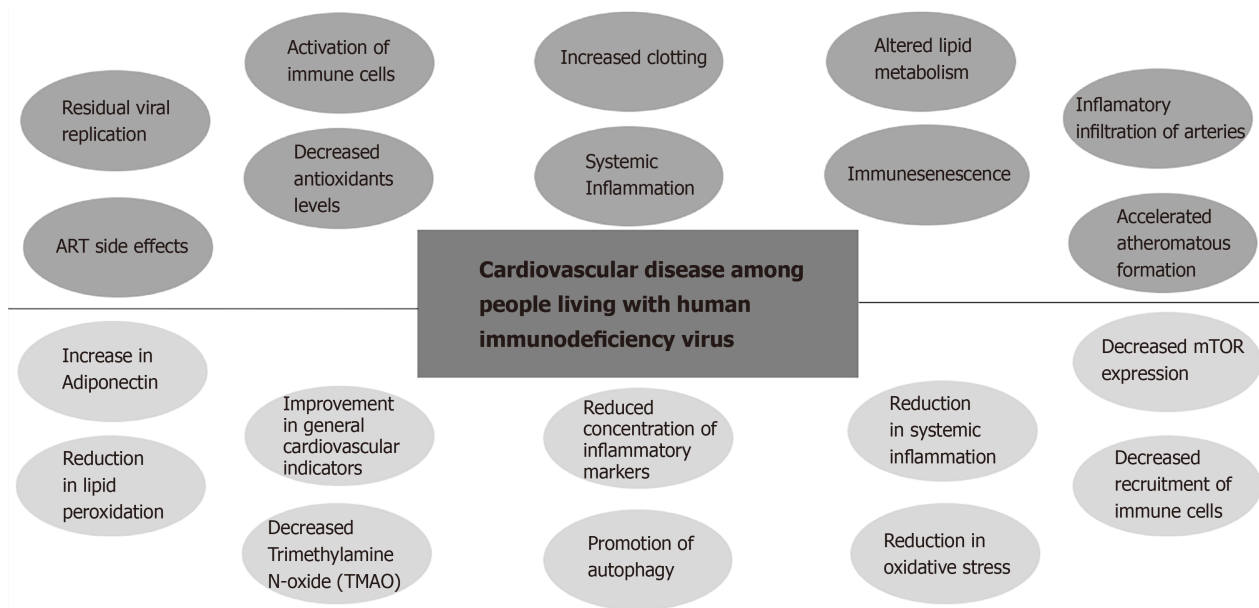 Activation of
immune cells
Increased clotting
Altered lipid
metabolism
Residual viral
replication
Inflamatory
infiltration of arteries
Decreased
antioxidants
levels
Systemic
Inflammation
Immunesenescence
ART side effects
Accelerated
atheromatous
formation
Cardiovascular disease among
people living with human
immunodeficiency virus
Increase in
Adiponectin
Decreased mTOR
expression
Improvement
in general
cardiovascular
indicators
Reduced
concentration of
inflammatory
markers
Reduction
in systemic
inflammation
Reduction
in lipid
peroxidation
Decreased
recruitment of
immune cells
Decreased
Trimethylamine
N-oxide (TMAO)
Promotion of
autophagy
Reduction in
oxidative stress